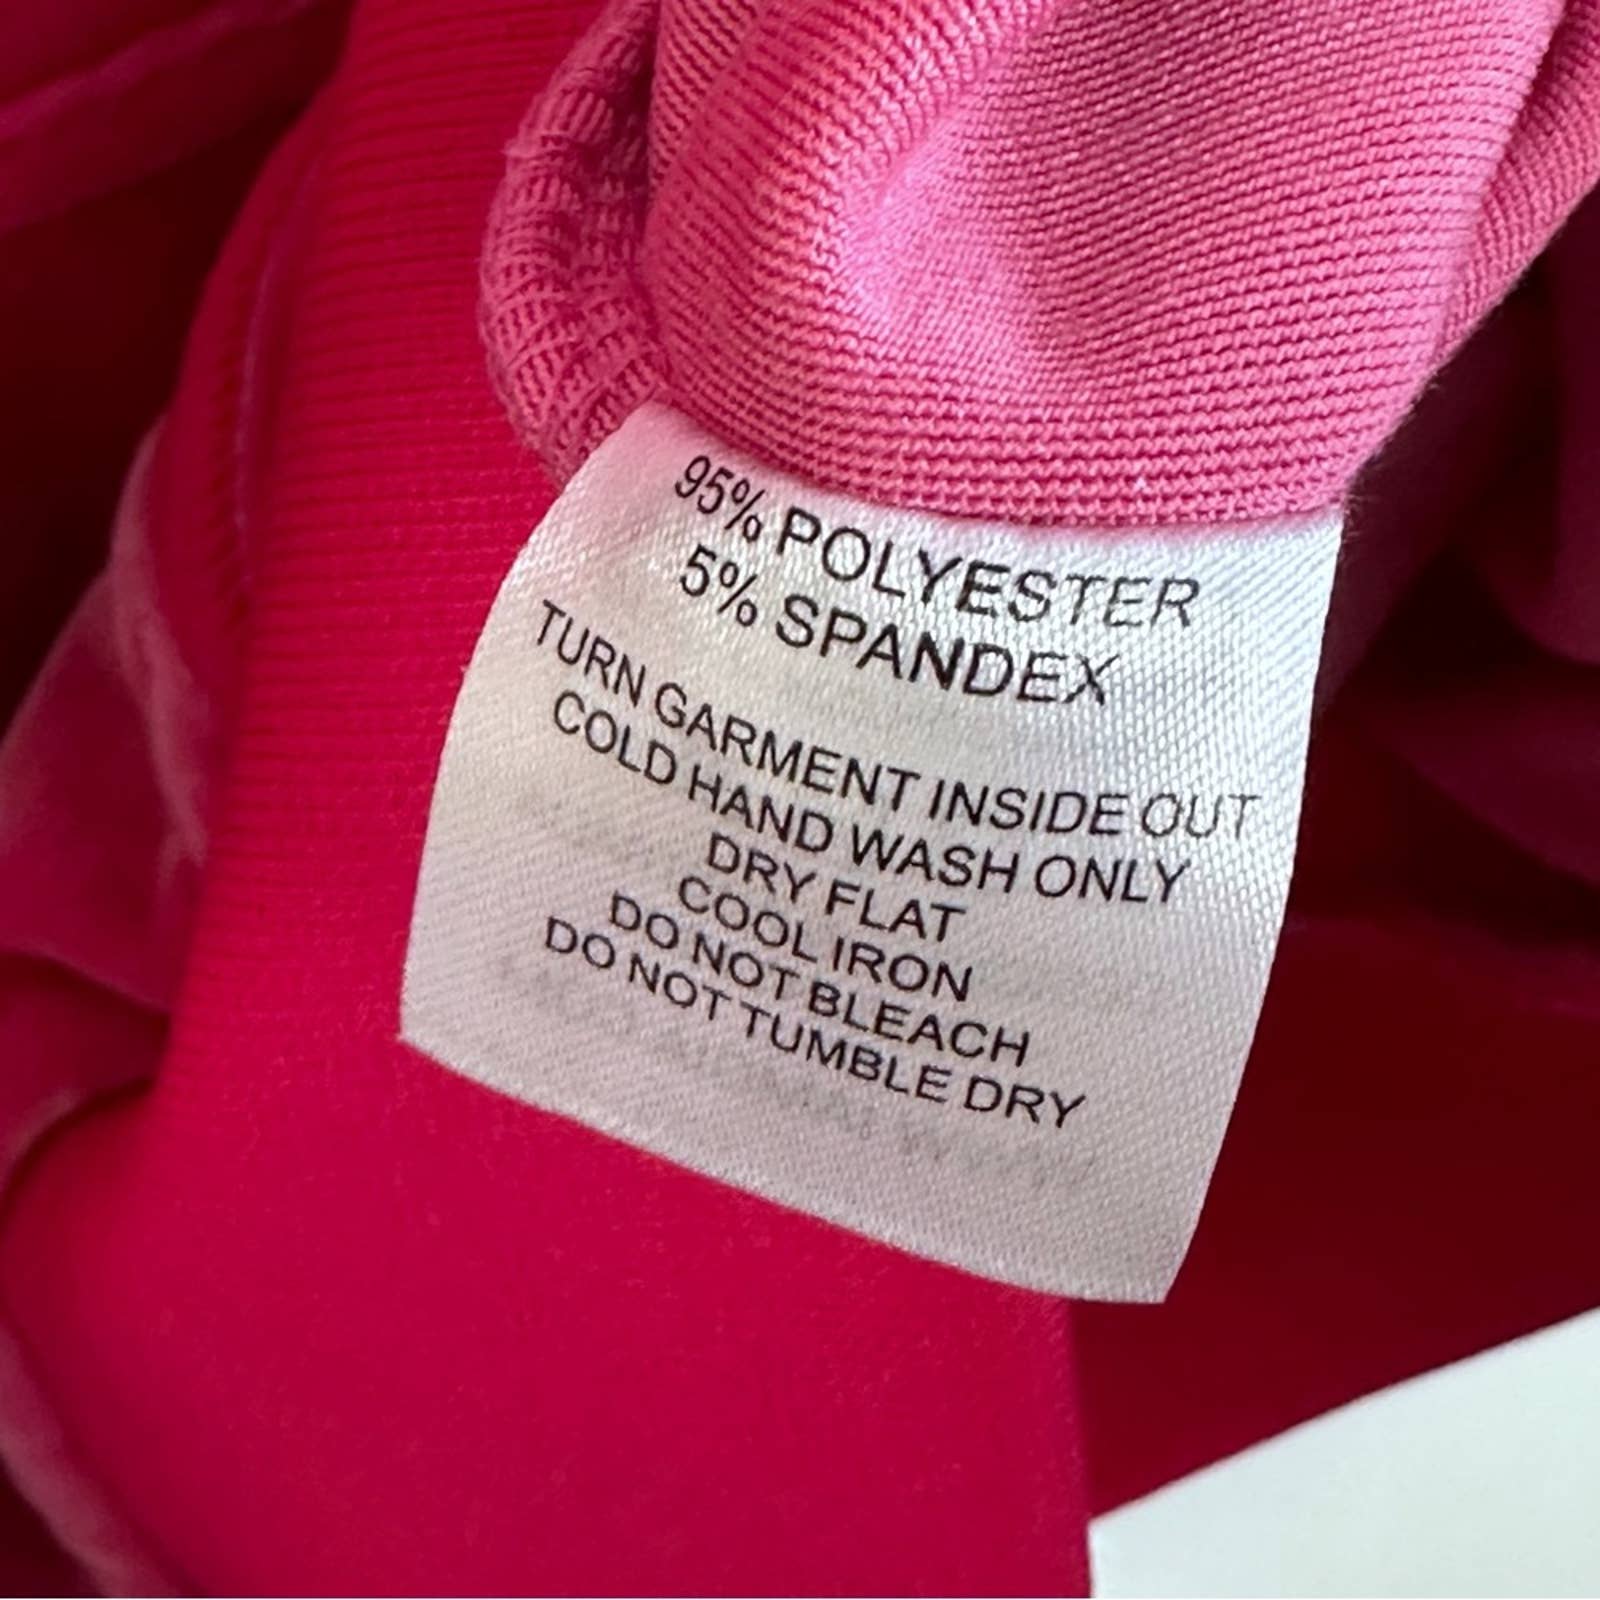 95% POLYESTER
5% SPANDEX
TURN GARMENT INSIDE OUT
COLD HAND WASH ONLY
DRY FLAT
COOL IRON
DO NOT BLEACH
DO NOT TUMBLE DRY